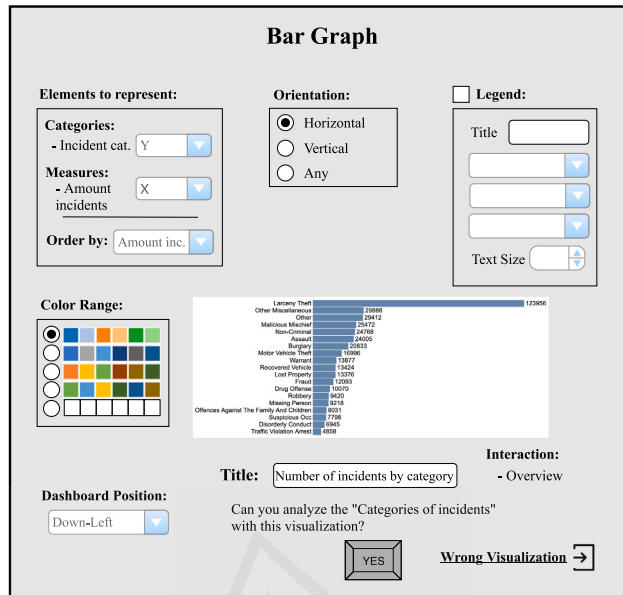 Bar Graph
Elements to represent:
Categories:
- Incident cat. Y
Measures:
- Amount incidents X
Order by: Amount inc.
Orientation:
Horizontal
Vertical
Any
Legend:
Title
Text Size
Color Range:
Larceny Theft 123956
Other Miscellaneous 29886
Other 29412
Malicious Mischief 25472
Non-Criminal 24768
Assault 24005
Burglary 20833
Motor Vehicle Theft 16996
Warrant 13877
Recovered Vehicle 13424
Lost Property 13376
Fraud 12093
Drug Offense 10070
Robbery 9420
Missing Person 9218
Offences Against The Family And Children 8031
Suspicious Occ 7798
Disorderly Conduct 6945
Traffic Violation Arrest 4858
Title: Number of incidents by category
Interaction:
- Overview
Dashboard Position:
Down-Left
Can you analyze the "Categories of incidents"
with this visualization?
YES
Wrong Visualization